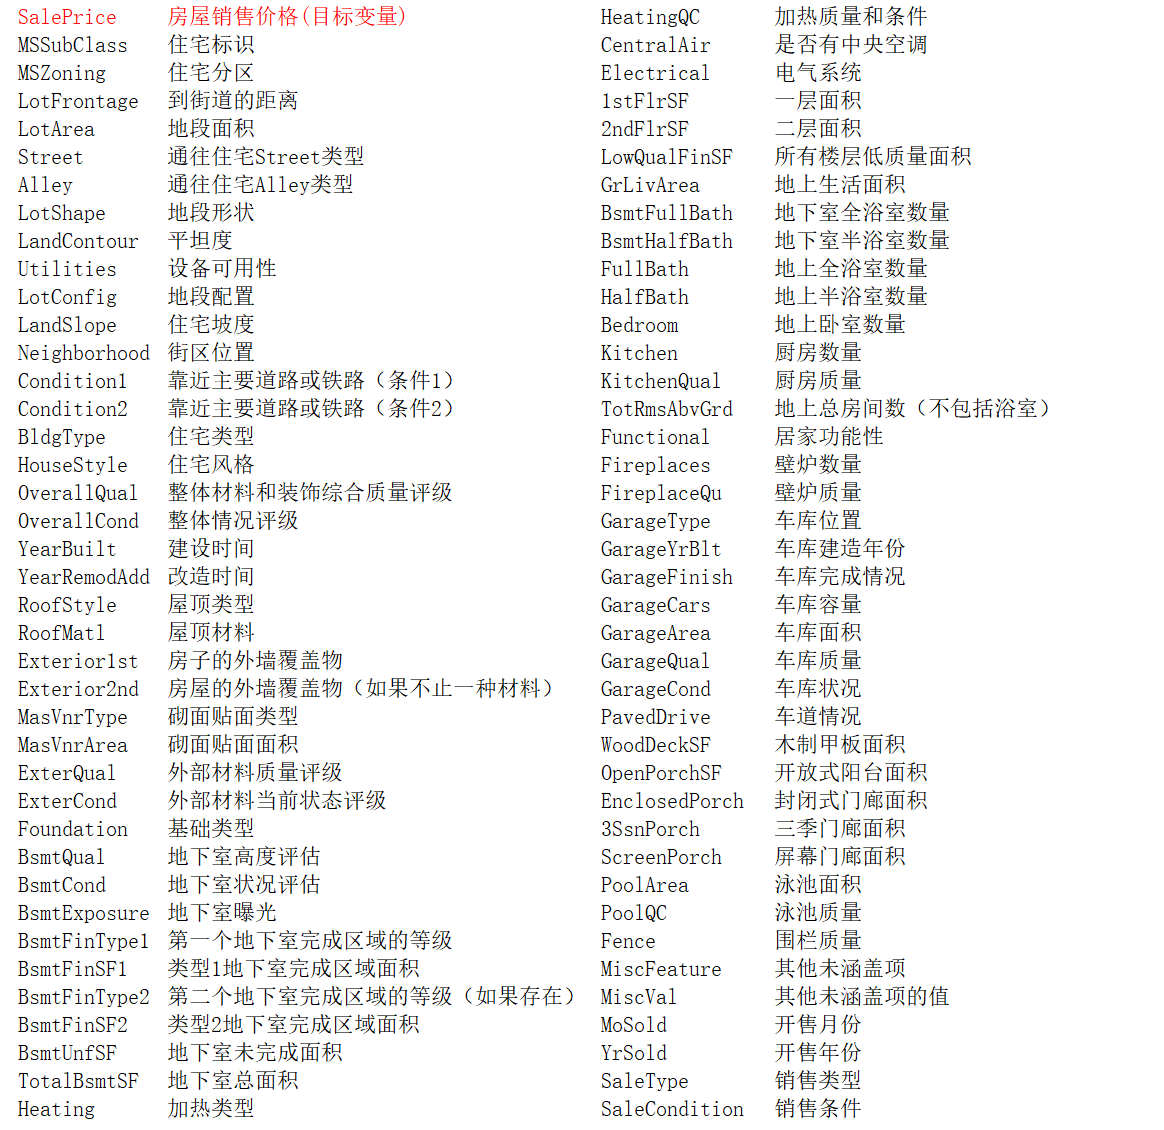 SalePrice 房屋销售价格(目标变量)
MSSubClass 住宅标识
MSZoning 住宅分区
LotFrontage 到街道的距离
LotArea 地段面积
Street 通往住宅Street类型
Alley 通往住宅Alley类型
LotShape 地段形状
LandContour 平坦度
Utilities 设备可用性
LotConfig 地段配置
LandSlope 住宅坡度
Neighborhood 街区位置
Condition1 靠近主要道路或铁路（条件1）
Condition2 靠近主要道路或铁路（条件2）
BldgType 住宅类型
HouseStyle 住宅风格
OverallQual 整体材料和装饰综合质量评级
OverallCond 整体情况评级
YearBuilt 建设时间
YearRemodAdd 改造时间
RoofStyle 屋顶类型
RoofMatl 屋顶材料
Exterior1st 房子的外墙覆盖物
Exterior2nd 房屋的外墙覆盖物（如果不止一种材料）
MasVnrType 砌面贴面类型
MasVnrArea 砌面贴面面积
ExterQual 外部材料质量评级
ExterCond 外部材料当前状态评级
Foundation 基础类型
BsmtQual 地下室高度评估
BsmtCond 地下室状况评估
BsmtExposure 地下室曝光
BsmtFinType1 第一个地下室完成区域的等级
BsmtFinSF1 类型1地下室完成区域面积
BsmtFinType2 第二个地下室完成区域的等级（如果存在）
BsmtFinSF2 类型2地下室完成区域面积
BsmtUnfSF 地下室未完成面积
TotalBsmtSF 地下室总面积
Heating 加热类型
HeatingQC 加热质量和条件
CentralAir 是否有中央空调
Electrical 电气系统
1stFlrSF 一层面积
2ndFlrSF 二层面积
LowQualFinSF 所有楼层低质量面积
GrLivArea 地上生活面积
BsmtFullBath 地下室全浴室数量
BsmtHalfBath 地下室半浴室数量
FullBath 地上全浴室数量
HalfBath 地上半浴室数量
Bedroom 地上卧室数量
Kitchen 厨房数量
KitchenQual 厨房质量
TotRmsAbvGrd 地上总房间数（不包括浴室）
Functional 居家功能性
Fireplaces 壁炉数量
FireplaceQu 壁炉质量
GarageType 车库位置
GarageYrBlt 车库建造年份
GarageFinish 车库完成情况
GarageCars 车库容量
GarageArea 车库面积
GarageQual 车库质量
GarageCond 车库状况
PavedDrive 车道情况
WoodDeckSF 木制甲板面积
OpenPorchSF 开放式阳台面积
EnclosedPorch 封闭式门廊面积
3SsnPorch 三季门廊面积
ScreenPorch 屏幕门廊面积
PoolArea 泳池面积
PoolQC 泳池质量
Fence 围栏质量
MiscFeature 其他未涵盖项
MiscVal 其他未涵盖项的值
MoSold 开售月份
YrSold 开售年份
SaleType 销售类型
SaleCondition 销售条件